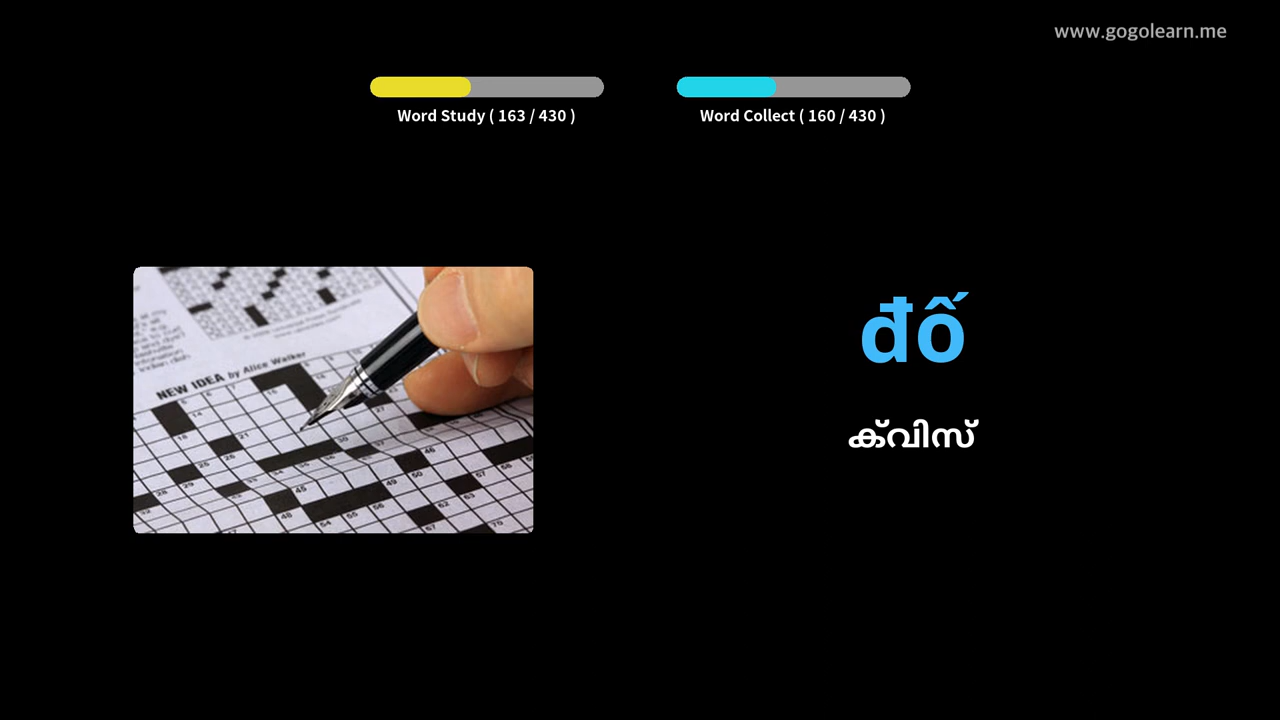 www.gogolearn.me
Word Study ( 163 / 430 )
Word Collect ( 160 / 430 )
NEW IDEA by Alice Walker
đố
ക്വിസ്